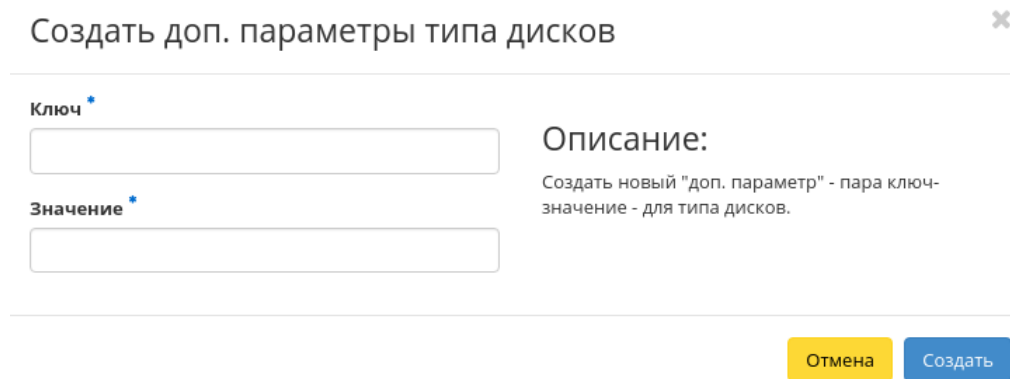 Создать доп. параметры типа дисков
Ключ *
Описание:
Создать новый "доп. параметр" - пара ключ-
значение - для типа дисков.
Значение *
Отмена
Создать